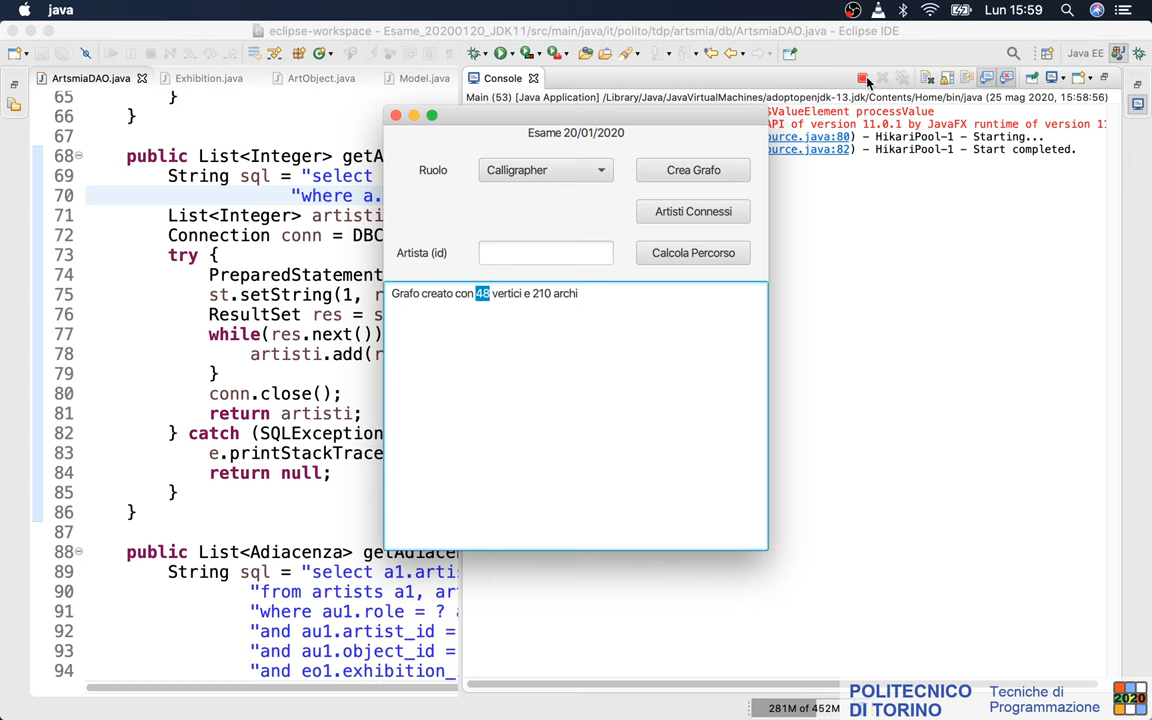 java
Lun 15:59
eclipse-workspace - Esame_20200120_JDK11/src/main/java/it/polito/tdp/artsmia/db/ArtsmiaDAO.java - Eclipse IDE
Java EE
ArtsmiaDAO.java
Exhibition.java
ArtObject.java
Model.java
Console
65 }
66 }
67
68 public List<Integer> getA
69 String sql = "select
70 "where a.
71 List<Integer> artisti
72 Connection conn = DBC
73 try {
74 PreparedStatement
75 st.setString(1, r
76 ResultSet res = s
77 while(res.next())
78 artisti.add(r
79 }
80 conn.close();
81 return artisti;
82 } catch (SQLException
83 e.printStackTrace
84 return null;
85 }
86 }
87
88 public List<Adiacenza> getAdiacen
89 String sql = "select a1.arti
90 "from artists a1, ar
91 "where au1.role = ? a
92 "and au1.artist_id =
93 "and au1.object_id =
94 "and eo1.exhibition_
Main (53) [Java Application] /Library/Java/JavaVirtualMachines/adoptopenjdk-13.jdk/Contents/Home/bin/java (25 mag 2020, 15:58:56)
sValueElement processValue
API of version 11.0.1 by JavaFX runtime of version 11
ource.java:80) - HikariPool-1 - Starting...
ource.java:82) - HikariPool-1 - Start completed.
Esame 20/01/2020
Ruolo
Calligrapher
Crea Grafo
Artisti Connessi
Artista (id)
Calcola Percorso
Grafo creato con 48 vertici e 210 archi
281M of 452M
POLITECNICO
DI TORINO
Tecniche di
Programmazione
2020